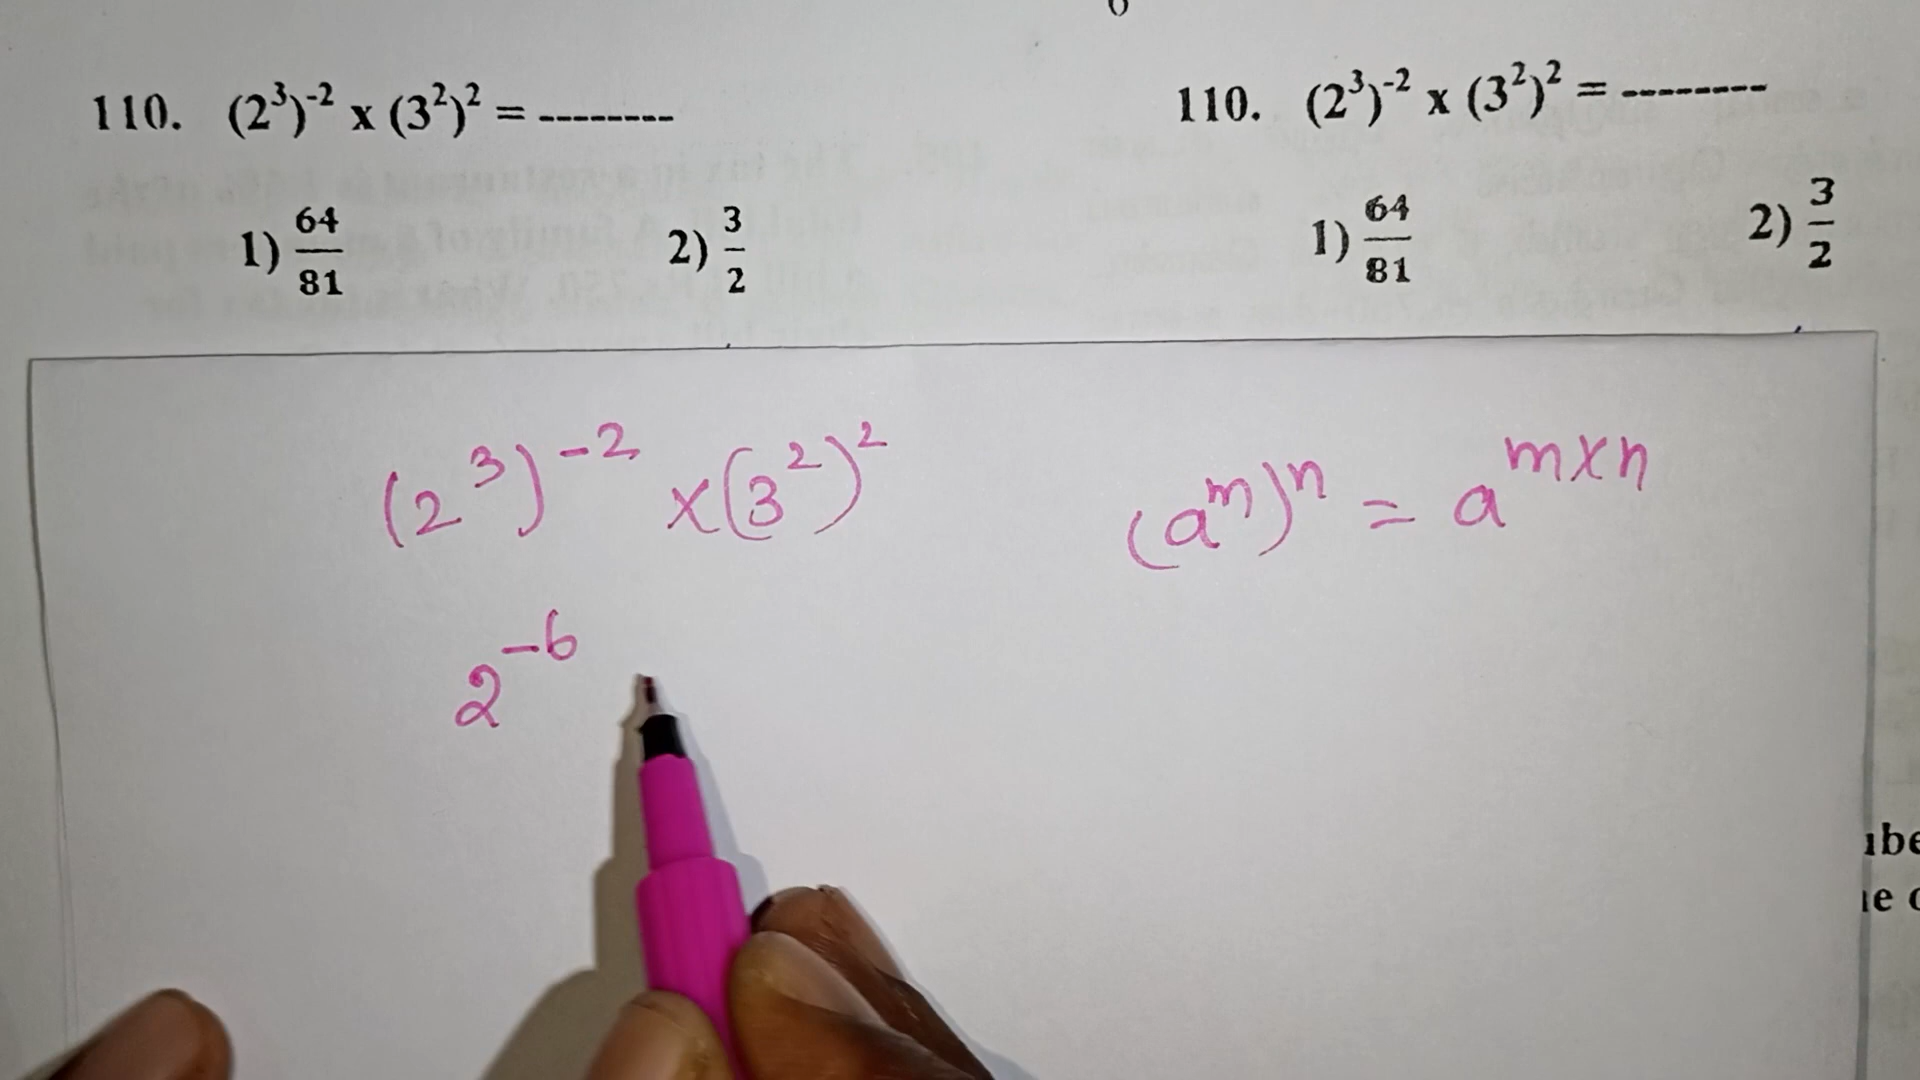 110. (2³)⁻² x (3²)² = --------
1) 64/81 2) 3/2
110. (2³)⁻² x (3²)² = --------
1) 64/81 2) 3/2
(2³)⁻² × (3²)²
(aᵐ)ⁿ = aᵐˣⁿ
2⁻⁶